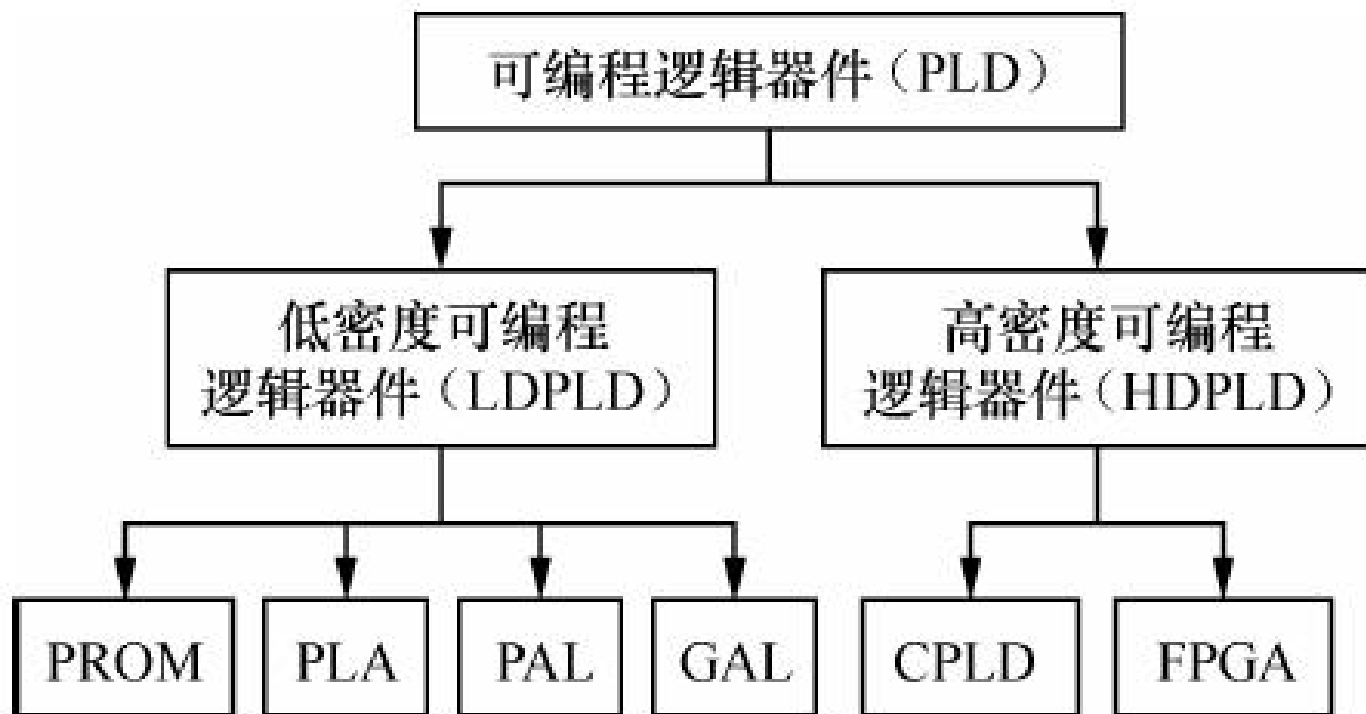 可编程逻辑器件（PLD）
低密度可编程
逻辑器件（LDPLD）
高密度可编程
逻辑器件（HDPLD）
PROM
PLA
PAL
GAL
CPLD
FPGA